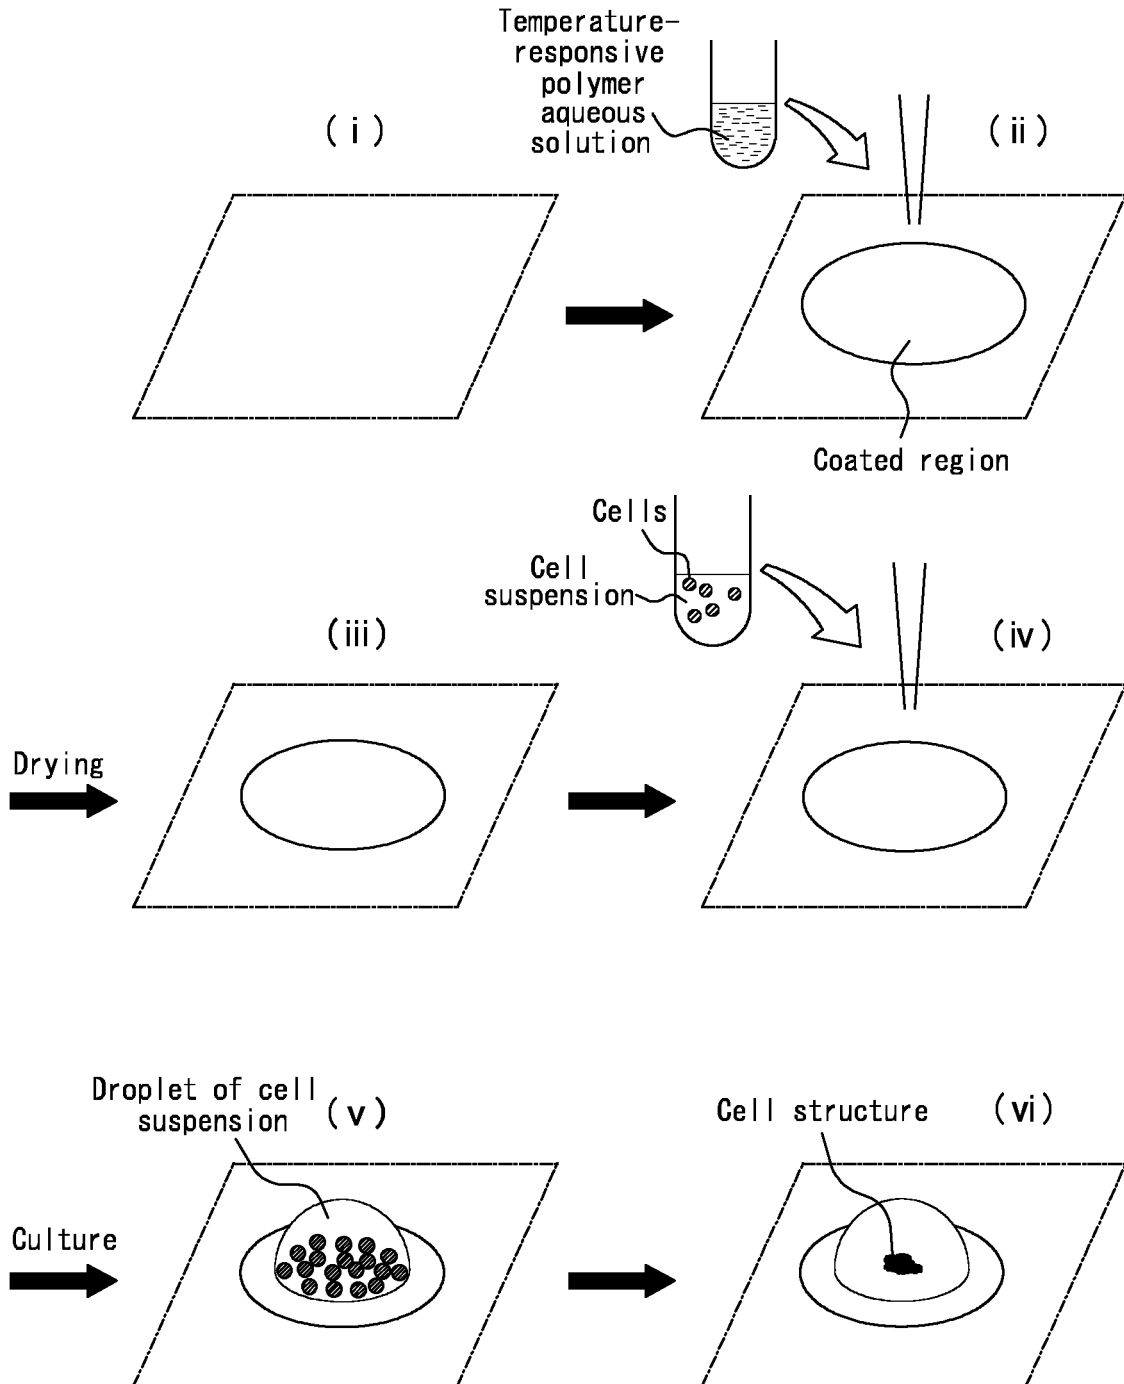 Temperature-
responsive
polymer
aqueous
solution
(i)
(ii)
Coated region
Cells
Cell
suspension
(iii)
(iv)
Drying
Droplet of cell
suspension
(v)
Cell structure
(vi)
Culture